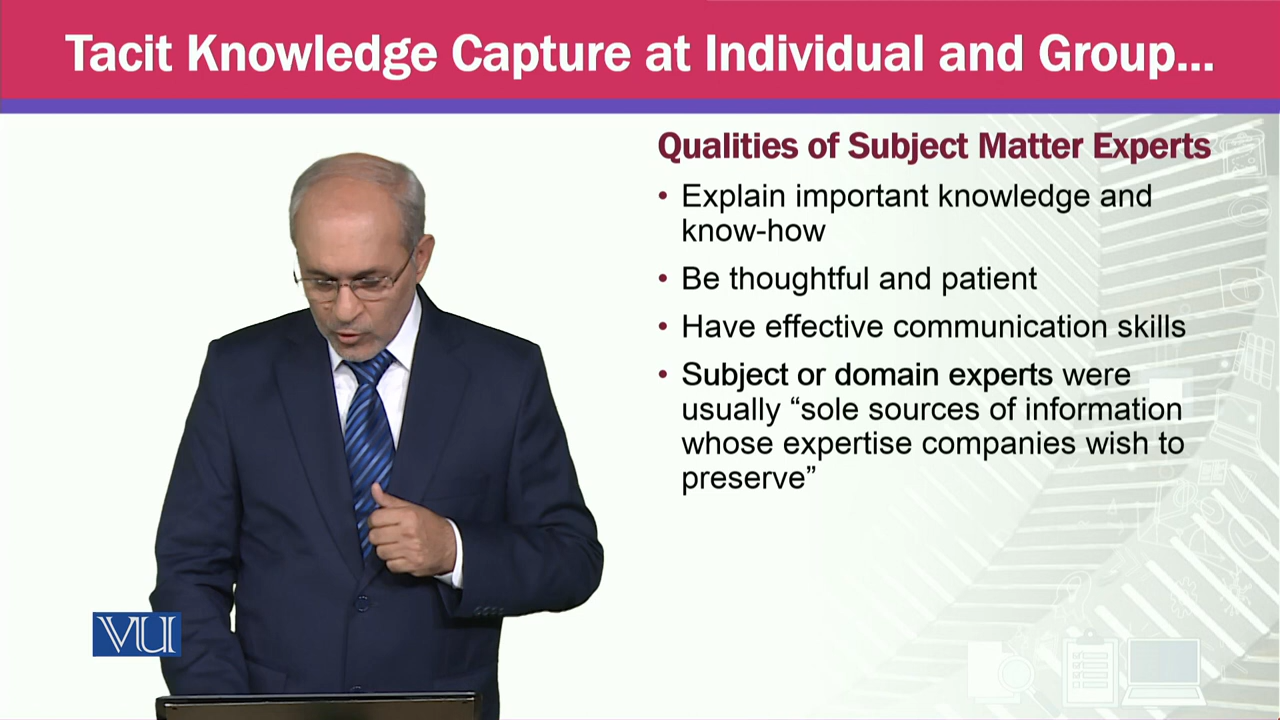 Tacit Knowledge Capture at Individual and Group...
Qualities of Subject Matter Experts
• Explain important knowledge and
know-how
• Be thoughtful and patient
• Have effective communication skills
• Subject or domain experts were
usually “sole sources of information
whose expertise companies wish to
preserve”
VU